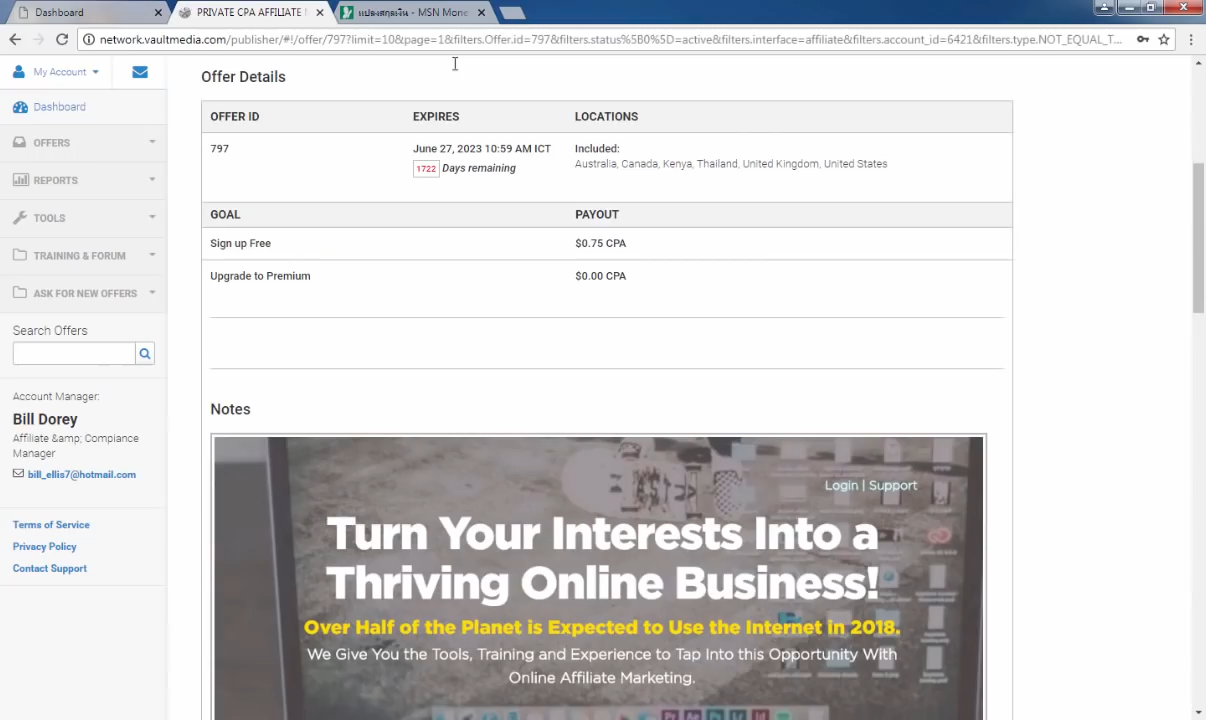 Dashboard
PRIVATE CPA AFFILIATE
แปลงสกุลเงิน - MSN Mone
network.vaultmedia.com/publisher/#!/offer/797?limit=10&page=1&filters.Offer.id=797&filters.status%5B0%5D=active&filters.interface=affiliate&filters.account_id=6421&filters.type.NOT_EQUAL_T...
My Account
Dashboard
OFFERS
REPORTS
TOOLS
TRAINING & FORUM
ASK FOR NEW OFFERS
Search Offers
Account Manager:
Bill Dorey
Affiliate &amp; Compiance
Manager
bill_ellis7@hotmail.com
Terms of Service
Privacy Policy
Contact Support
Offer Details
OFFER ID EXPIRES LOCATIONS
797 June 27, 2023 10:59 AM ICT Included:
1722 Days remaining Australia, Canada, Kenya, Thailand, United Kingdom, United States
GOAL PAYOUT
Sign up Free $0.75 CPA
Upgrade to Premium $0.00 CPA
Notes
Login | Support
Turn Your Interests Into a
Thriving Online Business!
Over Half of the Planet is Expected to Use the Internet in 2018.
We Give You the Tools, Training and Experience to Tap Into this Opportunity With
Online Affiliate Marketing.